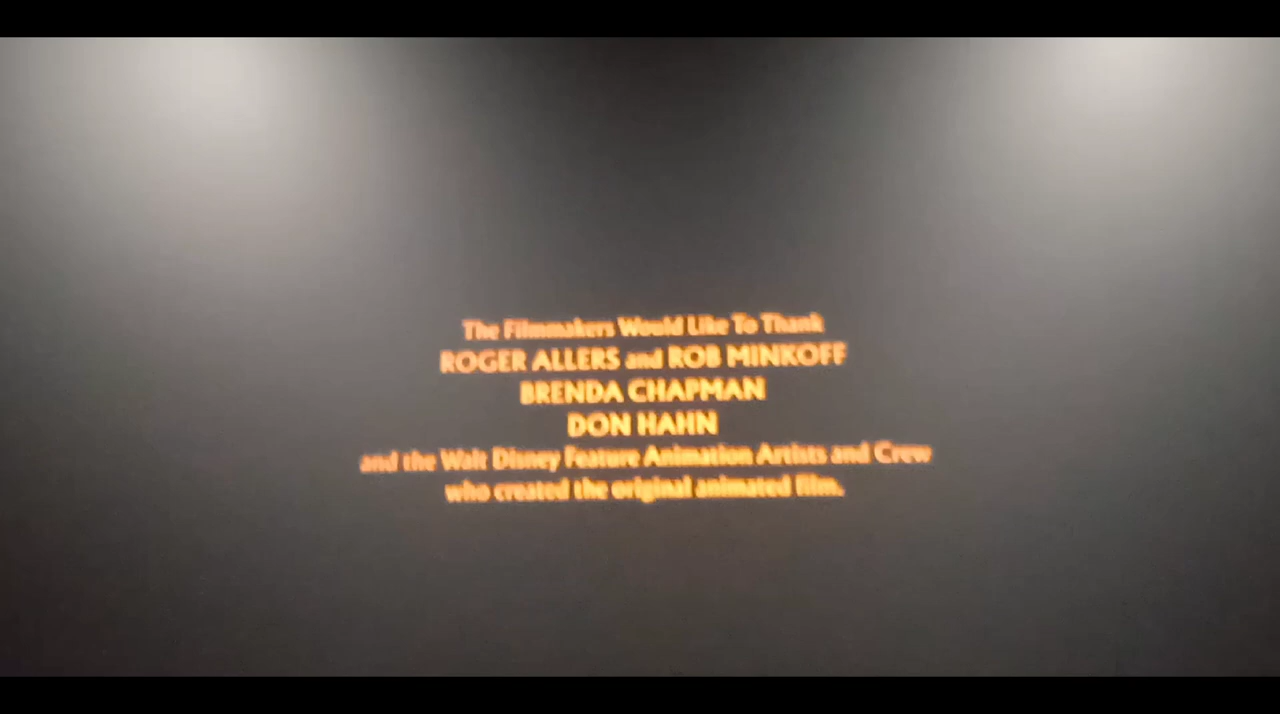 The Filmmakers Would Like To Thank
ROGER ALLERS and ROB MINKOFF
BRENDA CHAPMAN
DON HAHN
and the Walt Disney Feature Animation Artists and Crew
who created the original animated film.